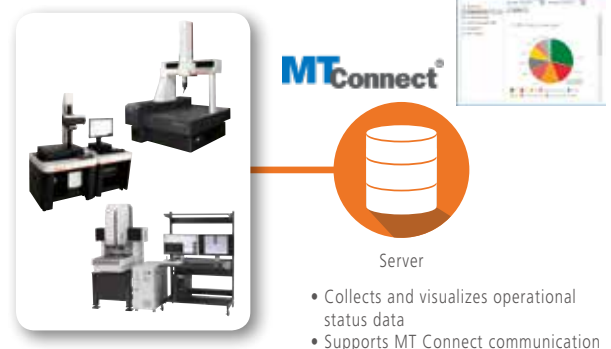 MTConnect®
Server
• Collects and visualizes operational
status data
• Supports MT Connect communication